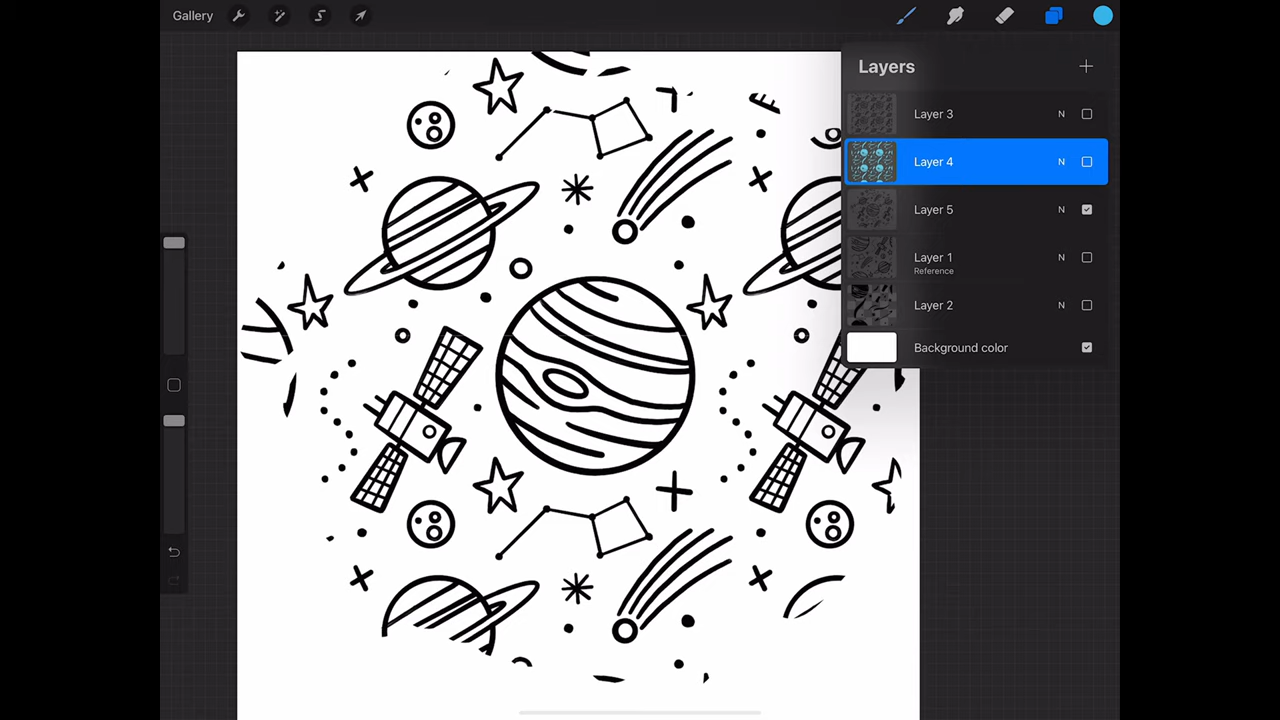 Gallery
Layers
Layer 3 N
Layer 4 N
Layer 5 N
Layer 1 N
Reference
Layer 2 N
Background color